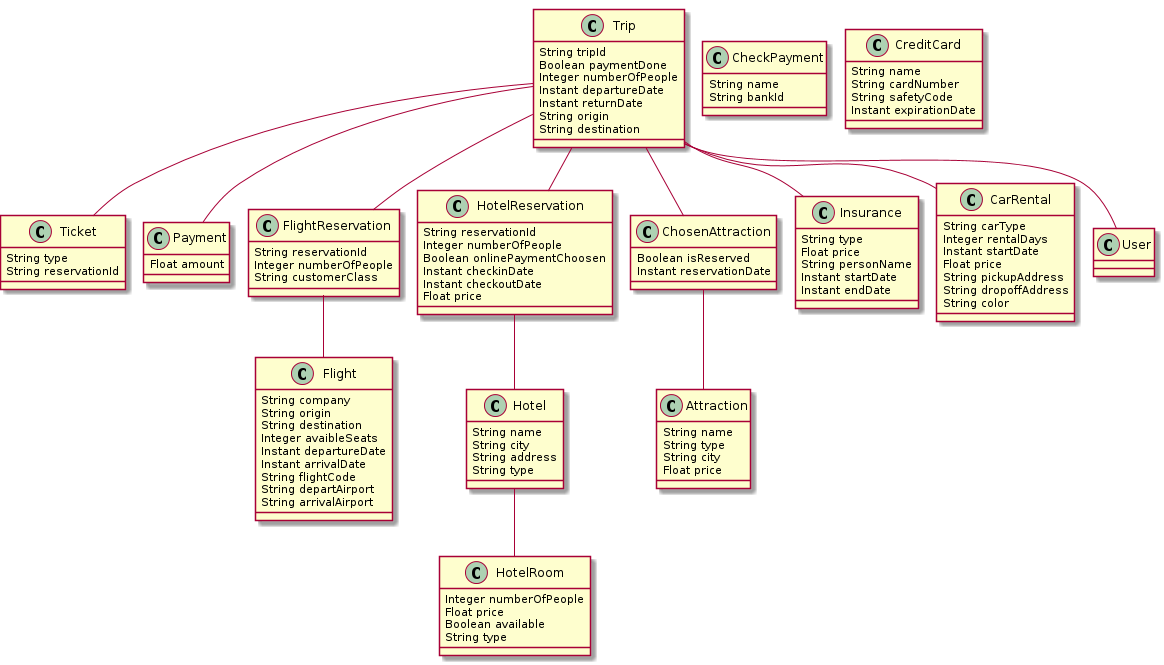 C Trip
String tripId
Boolean paymentDone
Integer numberOfPeople
Instant departureDate
Instant returnDate
String origin
String destination
C CheckPayment
String name
String bankId
C CreditCard
String name
String cardNumber
String safetyCode
Instant expirationDate
C Ticket
String type
String reservationId
C Payment
Float amount
C FlightReservation
String reservationId
Integer numberOfPeople
String customerClass
C HotelReservation
String reservationId
Integer numberOfPeople
Boolean onlinePaymentChoosen
Instant checkinDate
Instant checkoutDate
Float price
C ChosenAttraction
Boolean isReserved
Instant reservationDate
C Insurance
String type
Float price
String personName
Instant startDate
Instant endDate
C CarRental
String carType
Integer rentalDays
Instant startDate
Float price
String pickupAddress
String dropoffAddress
String color
C User
C Flight
String company
String origin
String destination
Integer avaibleSeats
Instant departureDate
Instant arrivalDate
String flightCode
String departAirport
String arrivalAirport
C Hotel
String name
String city
String address
String type
C Attraction
String name
String type
String city
Float price
C HotelRoom
Integer numberOfPeople
Float price
Boolean available
String type